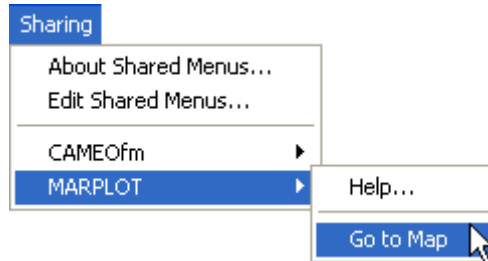 Sharing
About Shared Menus...
Edit Shared Menus...
CAMEOfm
MARPLOT
Help...
Go to Map